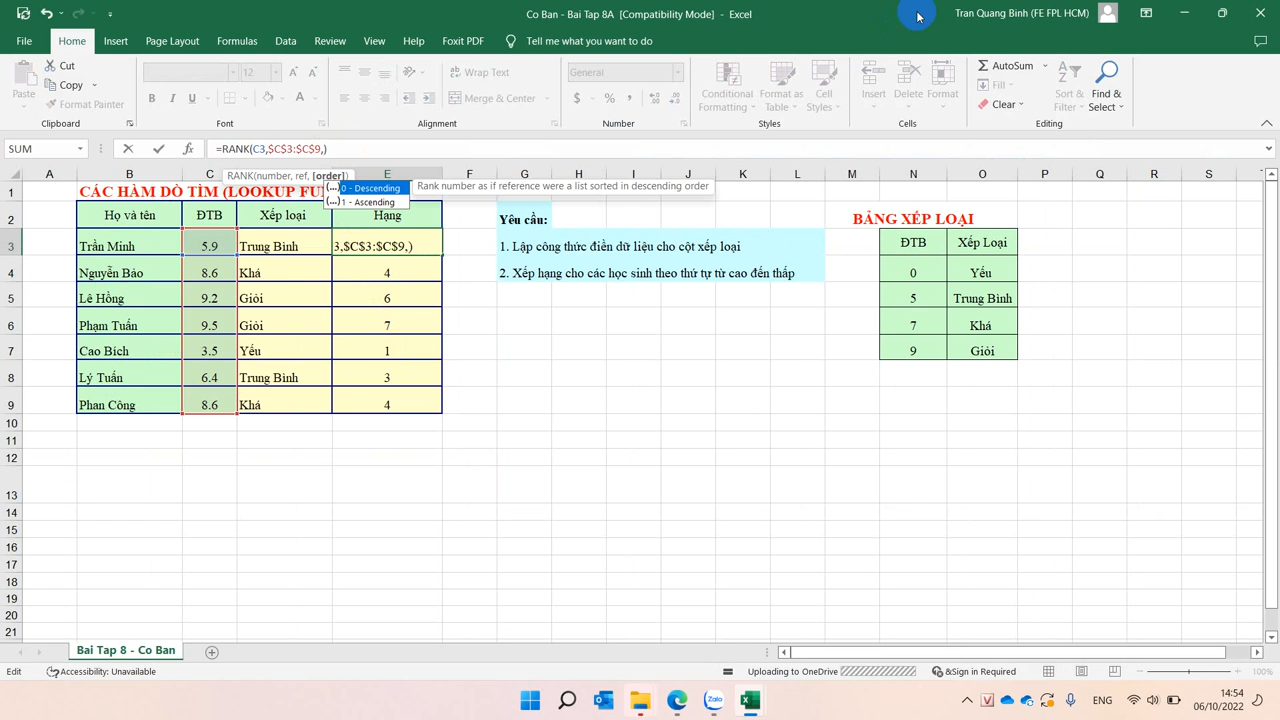 Co Ban - Bai Tap 8A [Compatibility Mode] - Excel
Tran Quang Binh (FE FPL HCM)
File Home Insert Page Layout Formulas Data Review View Help Foxit PDF Tell me what you want to do
Cut
Copy
Format Painter
Paste
Clipboard
12
B I U
Font
Wrap Text
Merge & Center
Alignment
General
Number
Conditional Formatting
Format as Table
Cell Styles
Styles
Insert Delete Format
Cells
AutoSum
Fill
Clear
Sort & Filter
Find & Select
Editing
SUM
=RANK(C3,$C$3:$C$9,)
RANK(number, ref, [order])
(...) 0 - Descending
(...) 1 - Ascending
Rank number as if reference were a list sorted in descending order
A B C D E F G H I J K L M N O P Q R S
1 CÁC HÀM DÒ TÌM (LOOKUP FU
2 Họ và tên ĐTB Xếp loại Hạng Yêu cầu: BẢNG XẾP LOẠI
3 Trần Minh 5.9 Trung Bình 3,$C$3:$C$9,) 1. Lập công thức điền dữ liệu cho cột xếp loại ĐTB Xếp Loại
4 Nguyễn Bảo 8.6 Khá 4 2. Xếp hạng cho các học sinh theo thứ tự từ cao đến thấp 0 Yếu
5 Lê Hồng 9.2 Giỏi 6 5 Trung Bình
6 Phạm Tuấn 9.5 Giỏi 7 7 Khá
7 Cao Bích 3.5 Yếu 1 9 Giỏi
8 Lý Tuấn 6.4 Trung Bình 3
9 Phan Công 8.6 Khá 4
10
11
12
13
14
15
16
17
18
19
20
21
Bai Tap 8 - Co Ban
Edit Accessibility: Unavailable Uploading to OneDrive &Sign in Required 100%
ENG
14:54
06/10/2022